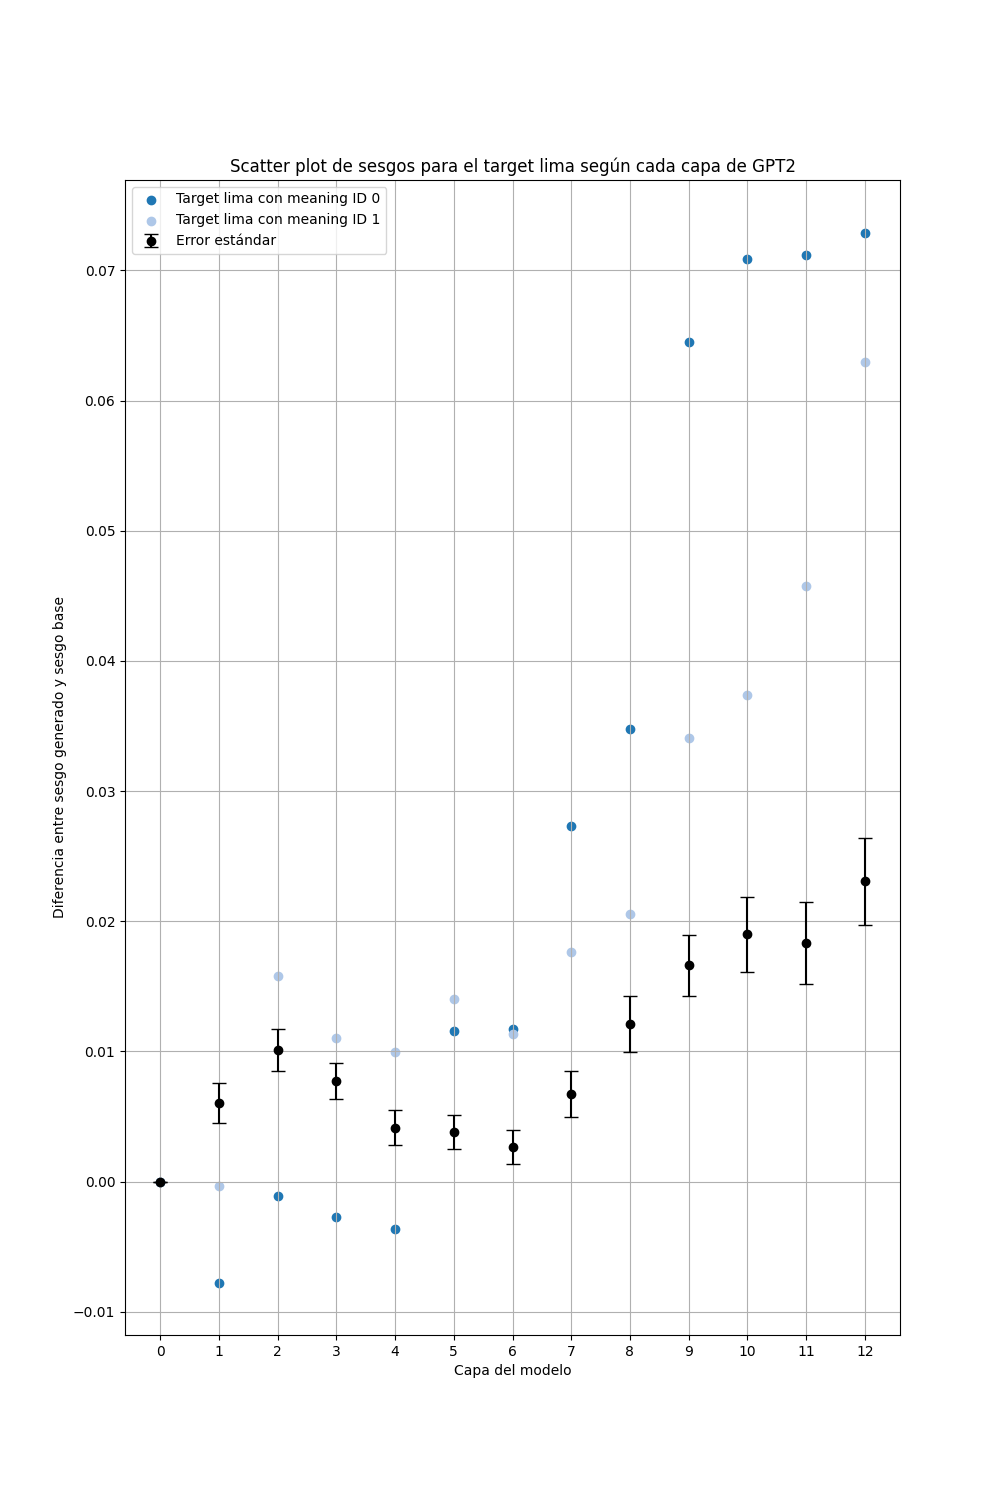 Scatter plot de sesgos para el target lima según cada capa de GPT2
Target lima con meaning ID 0
Target lima con meaning ID 1
Error estándar
0.07
0.06
0.05
0.04
0.03
0.02
0.01
0.00
−0.01
Diferencia entre sesgo generado y sesgo base
0 1 2 3 4 5 6 7 8 9 10 11 12
Capa del modelo